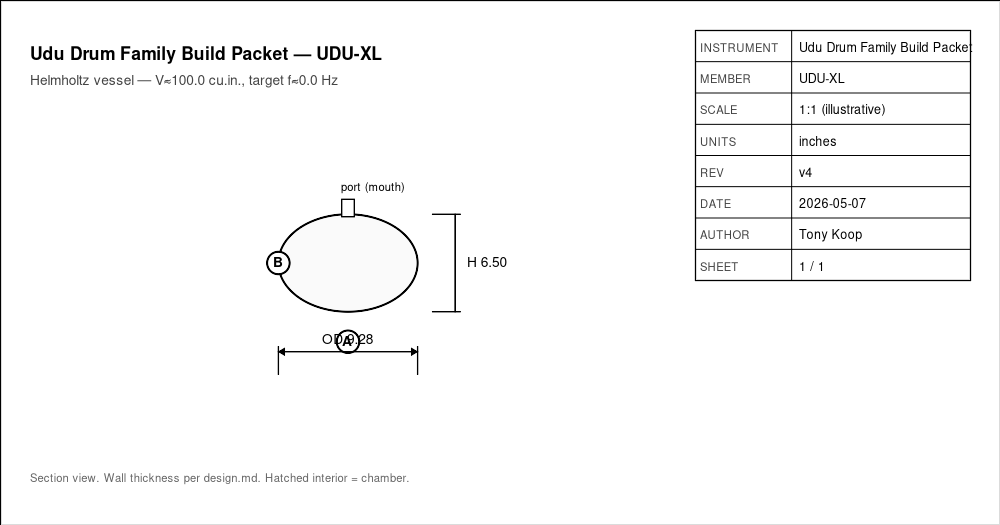 Udu Drum Family Build Packet — UDU-XL
Helmholtz vessel — V≈100.0 cu.in., target f≈0.0 Hz
INSTRUMENT Udu Drum Family Build Packet
MEMBER UDU-XL
SCALE 1:1 (illustrative)
UNITS inches
REV v4
DATE 2026-05-07
AUTHOR Tony Koop
SHEET 1 / 1
port (mouth)
B
H 6.50
OD 9.28
A
Section view. Wall thickness per design.md. Hatched interior = chamber.